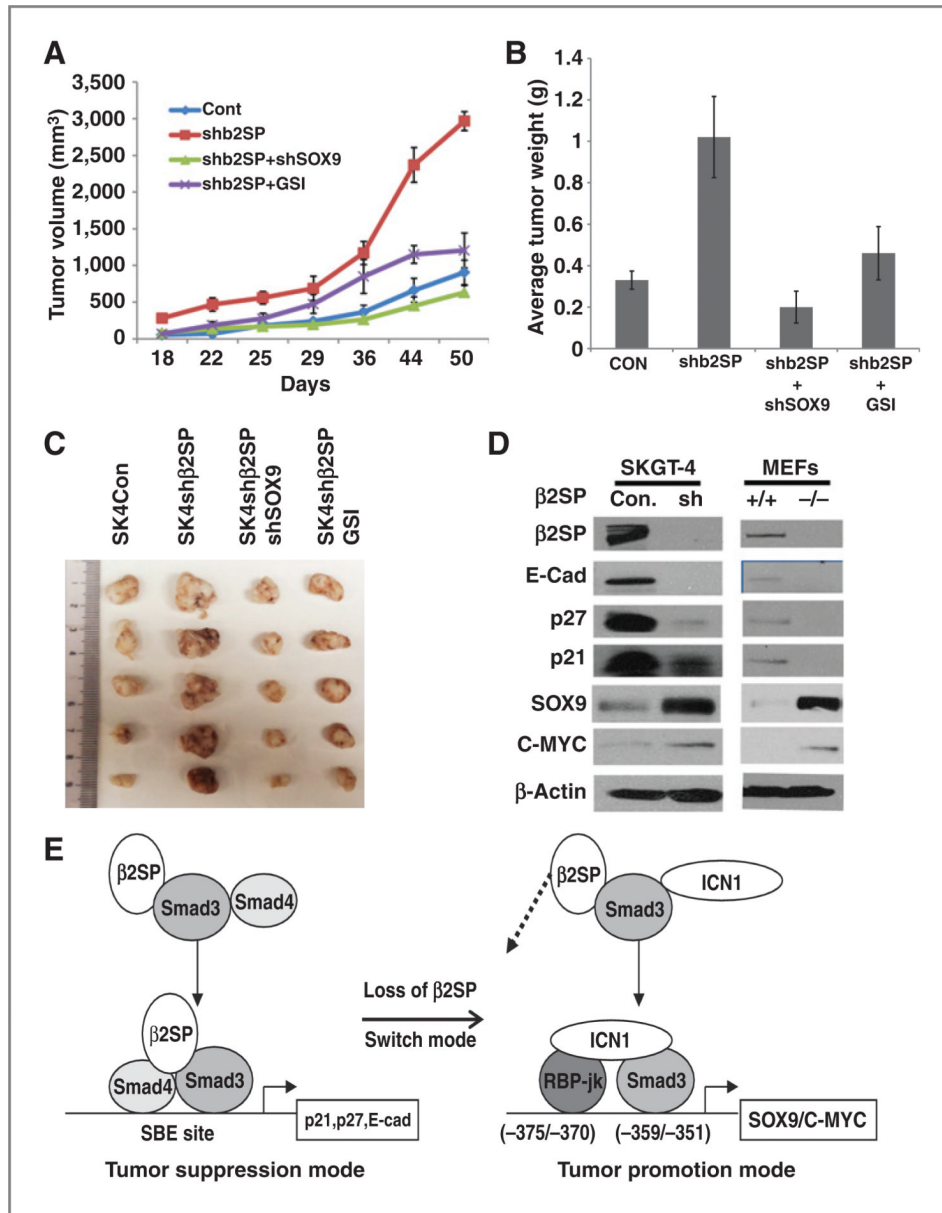 A
Tumor volume (mm³)
3,500
3,000
2,500
2,000
1,500
1,000
500
0
Cont
shb2SP
shb2SP+shSOX9
shb2SP+GSI
18 22 25 29 36 44 50
Days
B
Average tumor weight (g)
1.4
1.2
1
0.8
0.6
0.4
0.2
0
CON
shb2SP
shb2SP
+
shSOX9
shb2SP
+
GSI
C
SK4Con
SK4shβ2SP
SK4shβ2SP
shSOX9
SK4shβ2SP
GSI
D
SKGT-4 MEFs
β2SP Con. sh +/+ –/–
β2SP
E-Cad
p27
p21
SOX9
C-MYC
β-Actin
E
β2SP
Smad3
Smad4
β2SP
Smad4
Smad3
SBE site
p21,p27,E-cad
Tumor suppression mode
Loss of β2SP
Switch mode
β2SP
Smad3
ICN1
ICN1
RBP-jk
Smad3
(–375/–370) (–359/–351)
SOX9/C-MYC
Tumor promotion mode